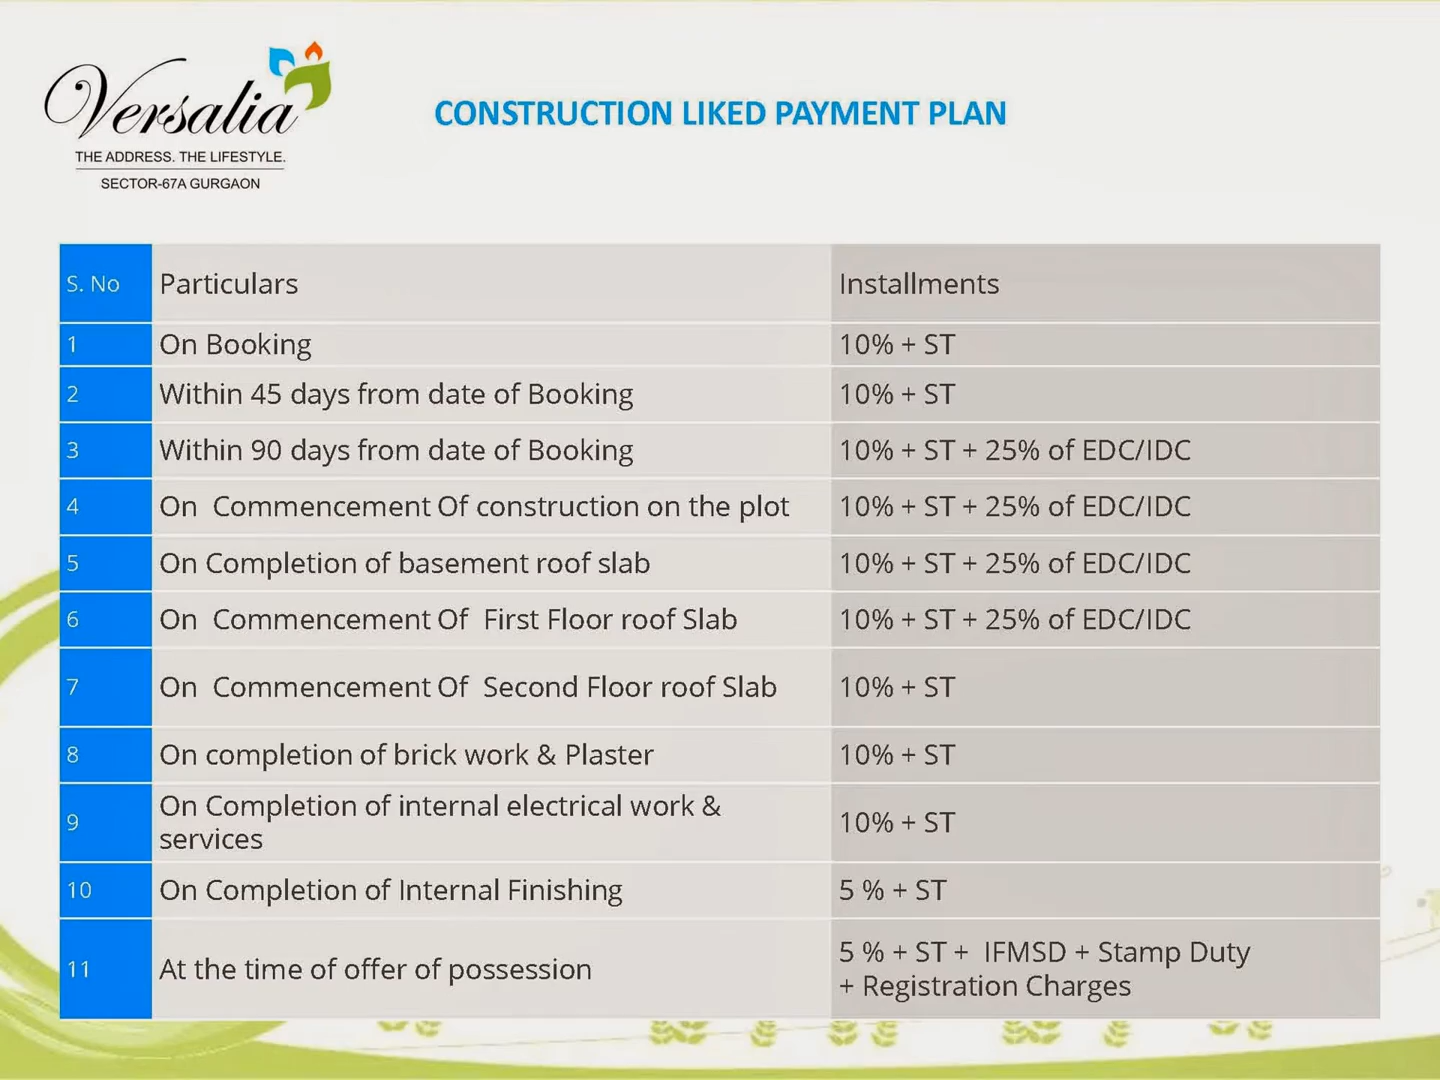 Versalia
THE ADDRESS. THE LIFESTYLE.
SECTOR-67A GURGAON
CONSTRUCTION LIKED PAYMENT PLAN
S. No Particulars Installments
1 On Booking 10% + ST
2 Within 45 days from date of Booking 10% + ST
3 Within 90 days from date of Booking 10% + ST + 25% of EDC/IDC
4 On Commencement Of construction on the plot 10% + ST + 25% of EDC/IDC
5 On Completion of basement roof slab 10% + ST + 25% of EDC/IDC
6 On Commencement Of First Floor roof Slab 10% + ST + 25% of EDC/IDC
7 On Commencement Of Second Floor roof Slab 10% + ST
8 On completion of brick work & Plaster 10% + ST
9 On Completion of internal electrical work &
services 10% + ST
10 On Completion of Internal Finishing 5 % + ST
11 At the time of offer of possession 5 % + ST + IFMSD + Stamp Duty
+ Registration Charges